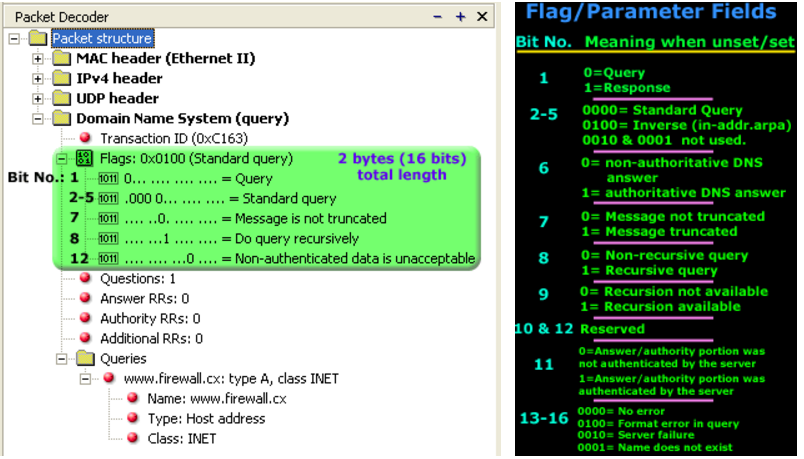 Packet Decoder
Packet structure
MAC header (Ethernet II)
IPv4 header
UDP header
Domain Name System (query)
Transaction ID (0xC163)
Flags: 0x0100 (Standard query)
2 bytes (16 bits)
total length
Bit No.: 1 1011 0... .... .... .... = Query
2-5 1011 .000 0... .... .... = Standard query
7 1011 .... ..0. .... .... = Message is not truncated
8 1011 .... ...1 .... .... = Do query recursively
12 1011 .... .... ...0 .... = Non-authenticated data is unacceptable
Questions: 1
Answer RRs: 0
Authority RRs: 0
Additional RRs: 0
Queries
www.firewall.cx: type A, class INET
Name: www.firewall.cx
Type: Host address
Class: INET
Flag/Parameter Fields
Bit No. Meaning when unset/set
1
0=Query
1=Response
2-5
0000= Standard Query
0100= Inverse (in-addr.arpa)
0010 & 0001 not used.
6
0= non-authoritative DNS
answer
1= authoritative DNS answer
7
0= Message not truncated
1= Message truncated
8
0= Non-recursive query
1= Recursive query
9
0= Recursion not available
1= Recursion available
10 & 12 Reserved
11
0=Answer/authority portion was
not authenticated by the server
1=Answer/authority portion was
authenticated by the server
13-16
0000= No error
0100= Format error in query
0010= Server failure
0001= Name does not exist